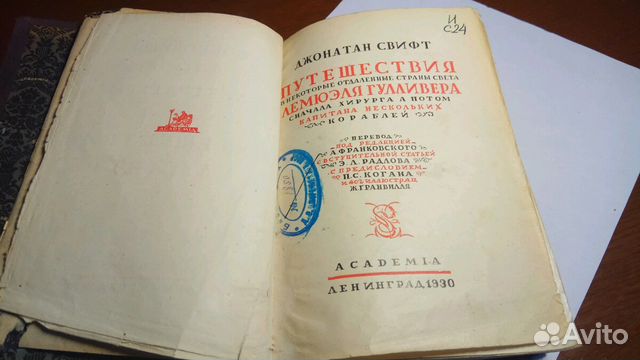 ACADEMIA
И
С24
ДЖОНАТАН СВИФТ
ПУТЕШЕСТВИЯ
В НЕКОТОРЫЕ ОТДАЛЕННЫЕ СТРАНЫ СВЕТА
ЛЕМЮЭЛЯ ГУЛЛИВЕРА
СНАЧАЛА ХИРУРГА А ПОТОМ
КАПИТАНА НЕСКОЛЬКИХ
КОРАБЛЕЙ
ПЕРЕВОД
ПОД РЕДАКЦИЕЙ
А. ФРАНКОВСКОГО
С ВСТУПИТЕЛЬНОЙ СТАТЬЕЙ
Э. Л. РАДЛОВА
С ПРЕДИСЛОВИЕМ
П. С. КОГАНА
ИЛЛЮСТРАЦ
Ж. ГРАНВИЛЛЯ
ACADEMIA
ЛЕНИНГРАД, 1930
Avito